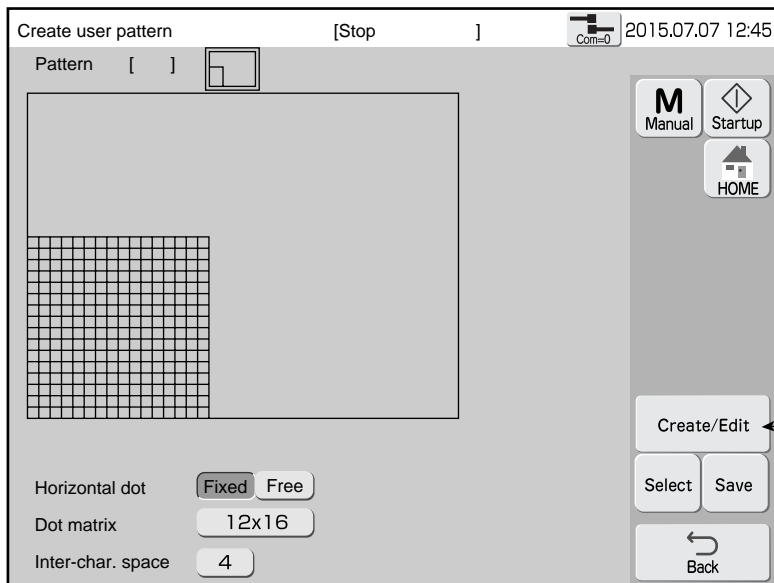 Create user pattern [Stop ] Com=0 2015.07.07 12:45
Pattern [ ]
M
Manual Startup
HOME
Create/Edit
Horizontal dot Fixed Free Select Save
Dot matrix 12x16
Inter-char. space 4 Back